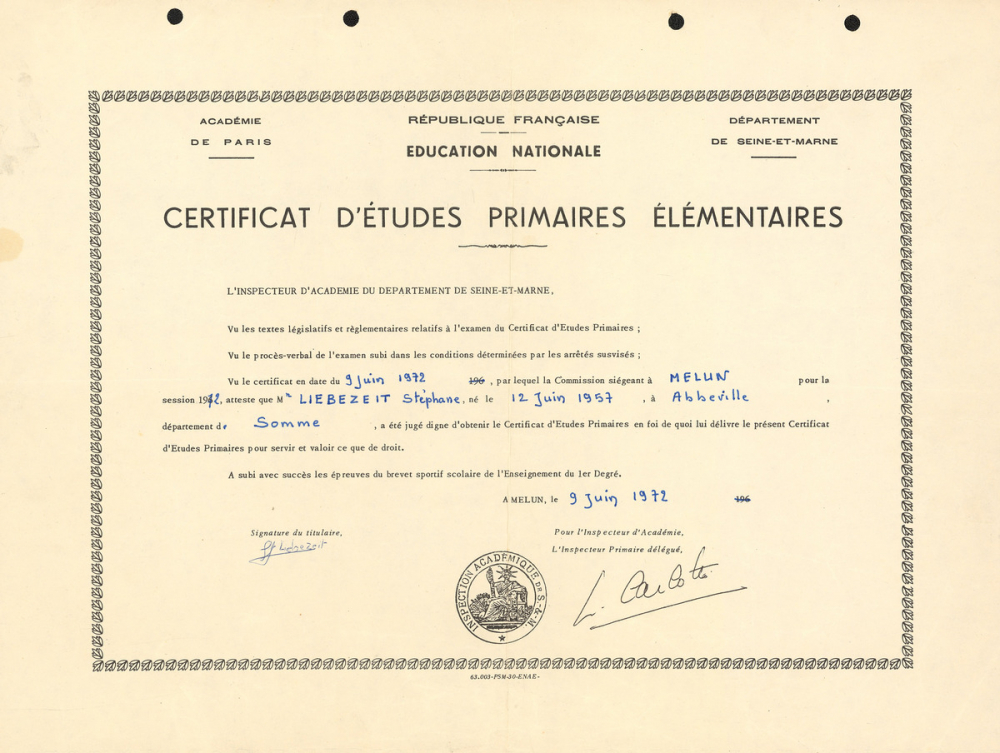 ACADÉMIE
DE PARIS
RÉPUBLIQUE FRANÇAISE
EDUCATION NATIONALE
DÉPARTEMENT
DE SEINE-ET-MARNE
CERTIFICAT D'ÉTUDES PRIMAIRES ÉLÉMENTAIRES
L'INSPECTEUR D'ACADEMIE DU DEPARTEMENT DE SEINE-ET-MARNE,
Vu les textes législatifs et règlementaires relatifs à l'examen du Certificat d'Etudes Primaires ;
Vu le procès-verbal de l'examen subi dans les conditions déterminées par les arrêtés susvisés ;
Vu le certificat en date du 9 Juin 1972 196 , par lequel la Commission siégeant à MELUN pour la
session 1972, atteste que M LIEBEZEIT Stéphane, né le 12 Juin 1957 , à Abbeville ,
département de Somme , a été jugé digne d'obtenir le Certificat d'Etudes Primaires en foi de quoi lui délivre le présent Certificat
d'Etudes Primaires pour servir et valoir ce que de droit.
A subi avec succès les épreuves du brevet sportif scolaire de l'Enseignement du 1er Degré.
A MELUN, le 9 Juin 1972 196
Signature du titulaire,
St Liebezeit
Pour l'Inspecteur d'Académie,
L'Inspecteur Primaire délégué,
INSPECTION ACADÉMIQUE DE S.-&-M.
63.003-PSM-30-ENAE-